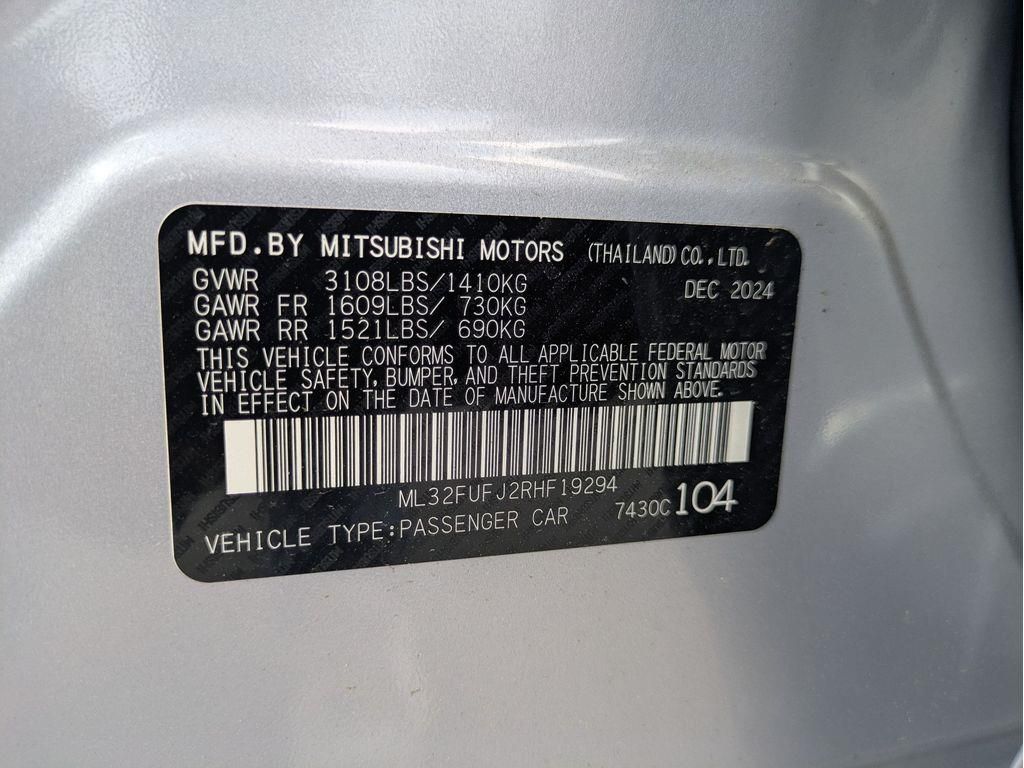 MFD.BY MITSUBISHI MOTORS (THAILAND) CO.,LTD.
GVWR 3108LBS/1410KG DEC 2024
GAWR FR 1609LBS/ 730KG
GAWR RR 1521LBS/ 690KG
THIS VEHICLE CONFORMS TO ALL APPLICABLE FEDERAL MOTOR
VEHICLE SAFETY, BUMPER, AND THEFT PREVENTION STANDARDS
IN EFFECT ON THE DATE OF MANUFACTURE SHOWN ABOVE.
ML32FUFJ2RHF19294
VEHICLE TYPE:PASSENGER CAR 7430C 104